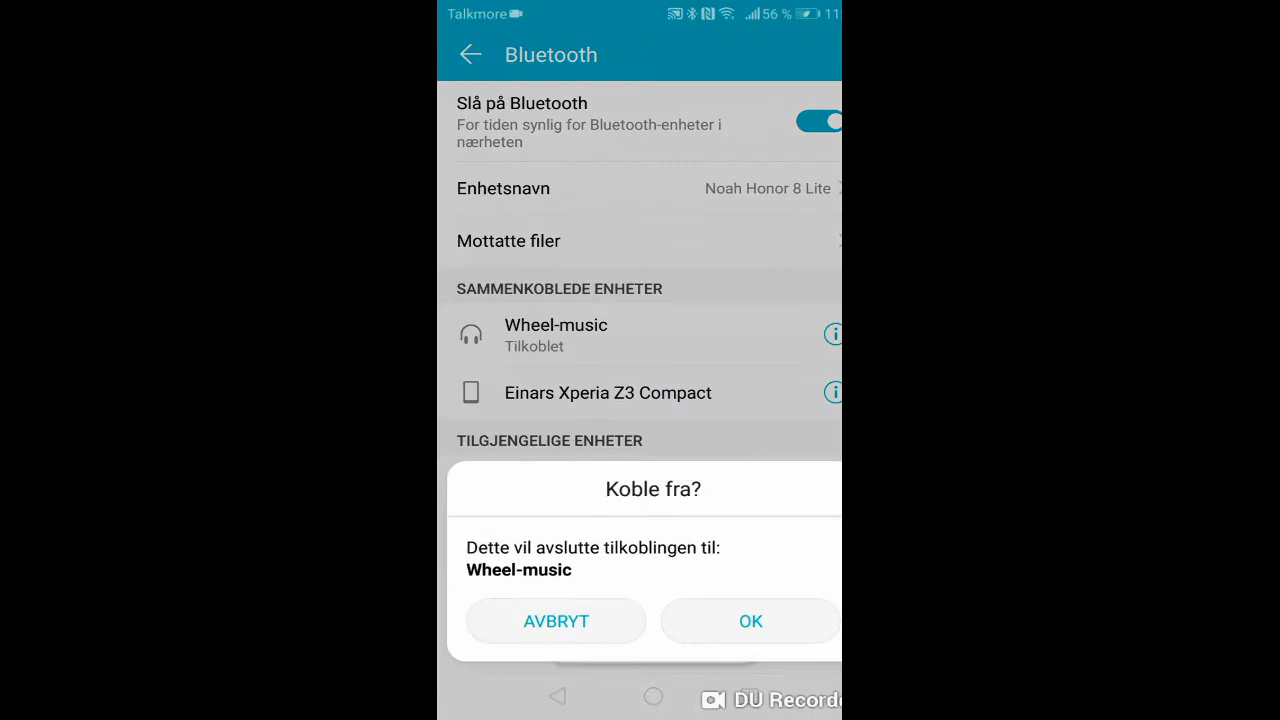 Talkmore 56 % 11
Bluetooth
Slå på Bluetooth
For tiden synlig for Bluetooth-enheter i
nærheten
Enhetsnavn Noah Honor 8 Lite
Mottatte filer
SAMMENKOBLEDE ENHETER
Wheel-music
Tilkoblet
Einars Xperia Z3 Compact
TILGJENGELIGE ENHETER
Koble fra?
Dette vil avslutte tilkoblingen til:
Wheel-music
AVBRYT OK
DU Recorde